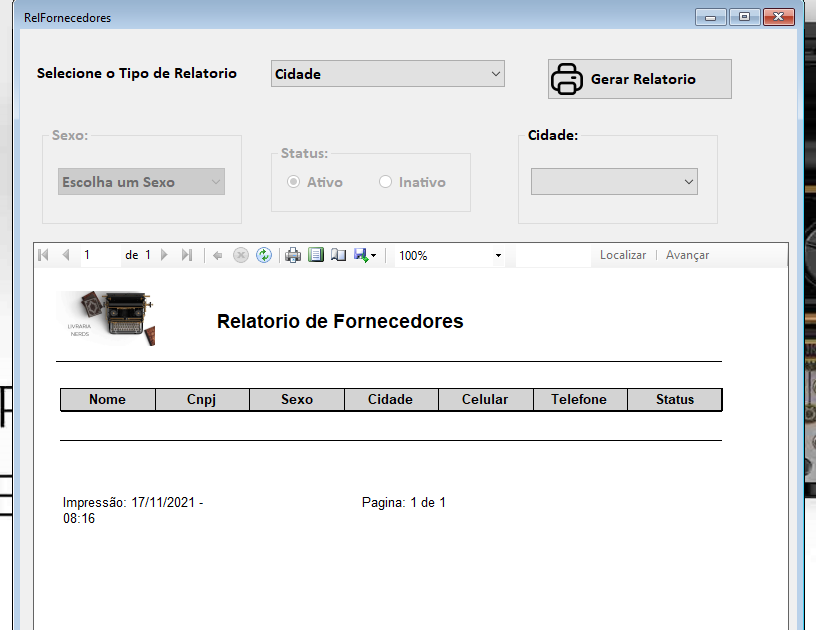 RelFornecedores
Selecione o Tipo de Relatorio
Cidade
Gerar Relatorio
Sexo:
Escolha um Sexo
Status:
Ativo
Inativo
Cidade:
1 de 1
100%
Localizar | Avançar
LIVRARIA
NERDS
Relatorio de Fornecedores
Nome Cnpj Sexo Cidade Celular Telefone Status
Impressão: 17/11/2021 -
08:16
Pagina: 1 de 1